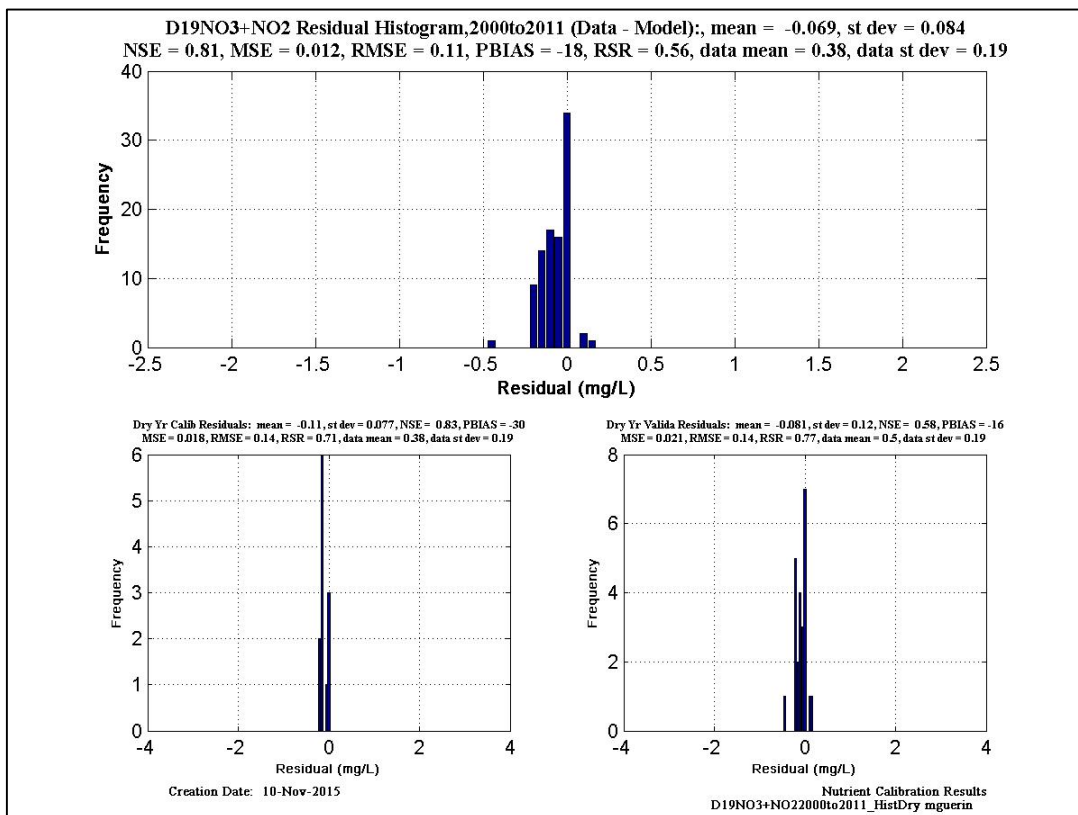 D19NO3+NO2 Residual Histogram,2000to2011 (Data - Model):, mean = -0.069, st dev = 0.084
NSE = 0.81, MSE = 0.012, RMSE = 0.11, PBIAS = -18, RSR = 0.56, data mean = 0.38, data st dev = 0.19
40
30
20
10
0
Frequency
-2.5 -2 -1.5 -1 -0.5 0 0.5 1 1.5 2 2.5
Residual (mg/L)
Dry Yr Calib Residuals: mean = -0.11, st dev = 0.077, NSE = 0.83, PBIAS = -30
MSE = 0.018, RMSE = 0.14, RSR = 0.71, data mean = 0.38, data st dev = 0.19
6
5
4
3
2
1
0
Frequency
-4 -2 0 2 4
Residual (mg/L)
Dry Yr Valida Residuals: mean = -0.081, st dev = 0.12, NSE = 0.58, PBIAS = -16
MSE = 0.021, RMSE = 0.14, RSR = 0.77, data mean = 0.5, data st dev = 0.19
8
6
4
2
0
Frequency
-4 -2 0 2 4
Residual (mg/L)
Creation Date: 10-Nov-2015
Nutrient Calibration Results
D19NO3+NO22000to2011_HistDry mguerin